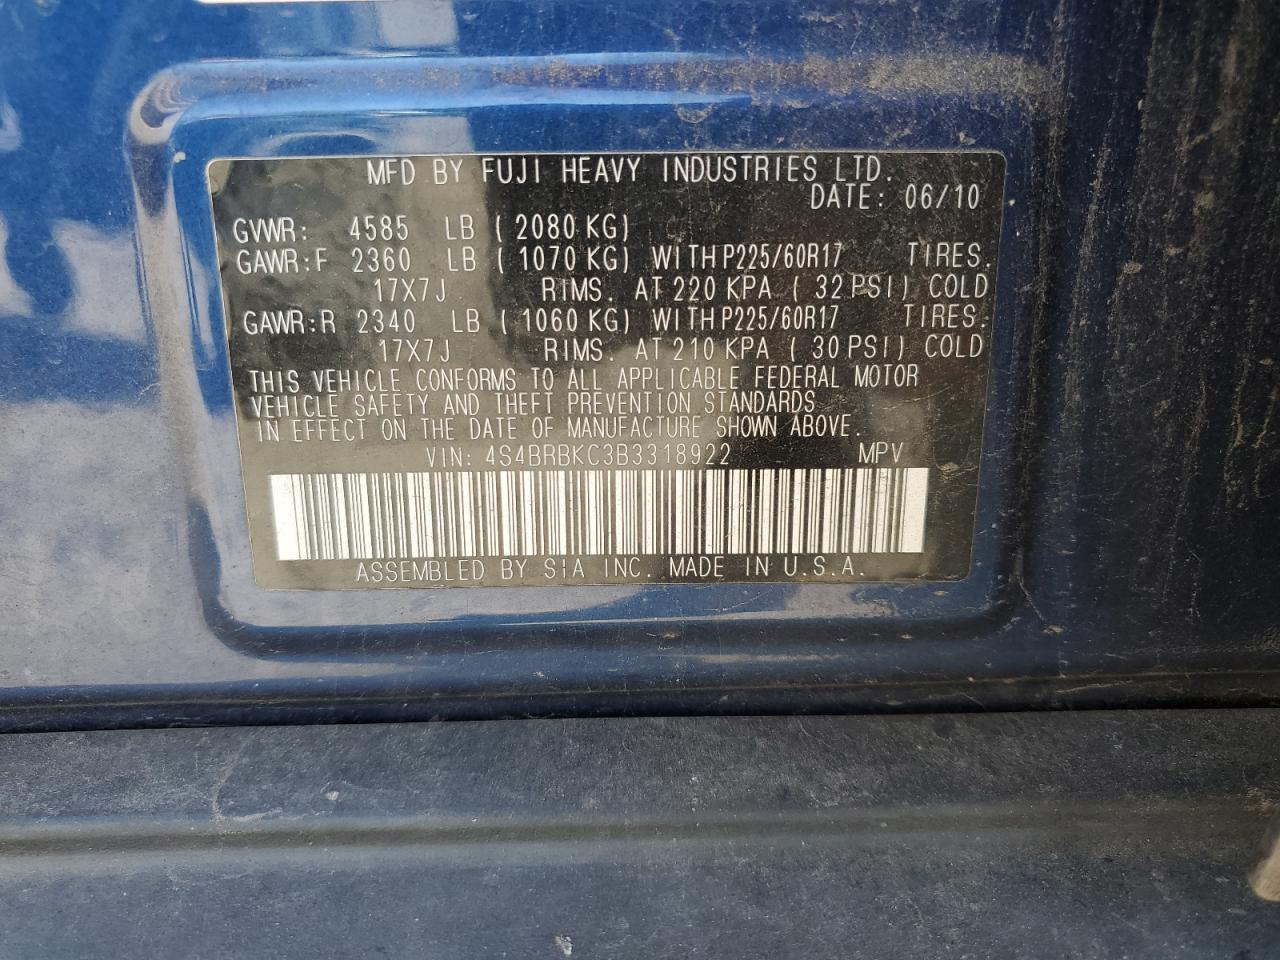 MFD BY FUJI HEAVY INDUSTRIES LTD.
DATE: 06/10
GVWR: 4585 LB ( 2080 KG)
GAWR:F 2360 LB ( 1070 KG) WITH P225/60R17 TIRES.
17X7J RIMS. AT 220 KPA ( 32 PSI) COLD
GAWR:R 2340 LB ( 1060 KG) WITH P225/60R17 TIRES.
17X7J RIMS. AT 210 KPA ( 30 PSI) COLD
THIS VEHICLE CONFORMS TO ALL APPLICABLE FEDERAL MOTOR
VEHICLE SAFETY AND THEFT PREVENTION STANDARDS
IN EFFECT ON THE DATE OF MANUFACTURE SHOWN ABOVE.
VIN: 4S4BRBKC3B3318922 MPV
ASSEMBLED BY SIA INC. MADE IN U.S.A.